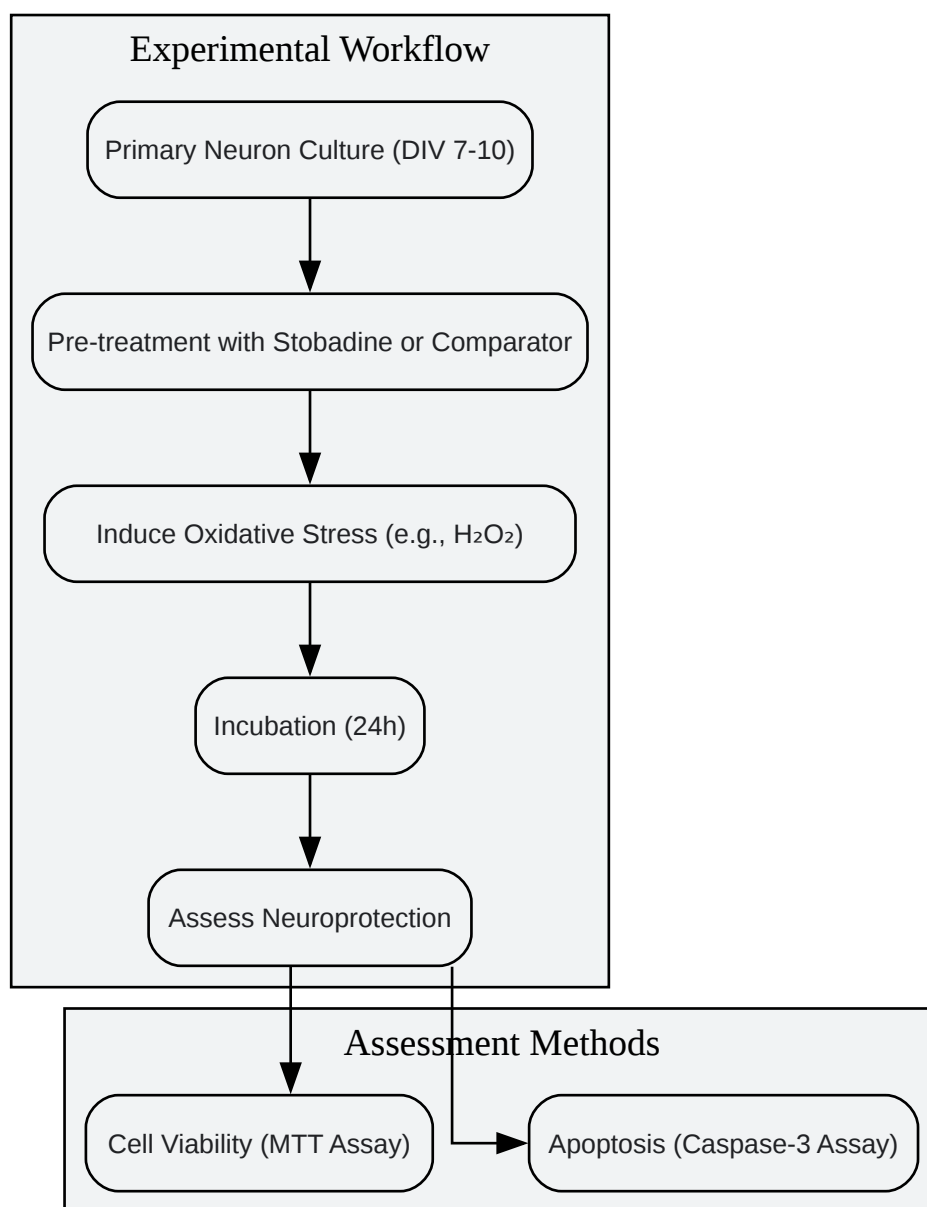 Experimental Workflow
Primary Neuron Culture (DIV 7-10)
Pre-treatment with Stobadine or Comparator
Induce Oxidative Stress (e.g., H₂O₂)
Incubation (24h)
Assess Neuroprotection
Assessment Methods
Cell Viability (MTT Assay)
Apoptosis (Caspase-3 Assay)